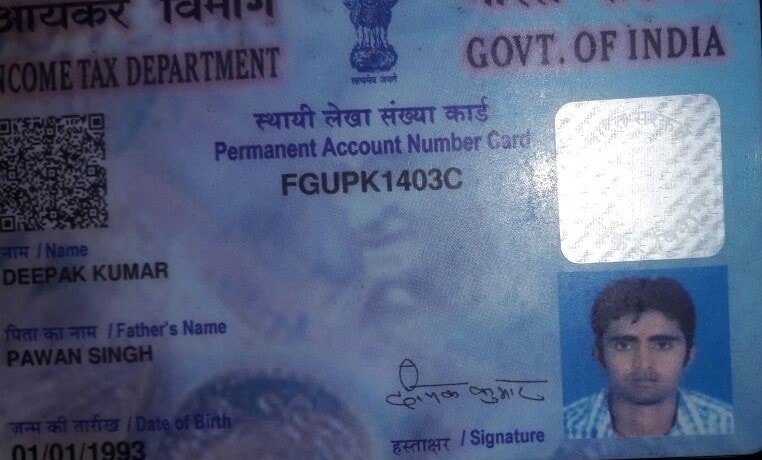 आयकर विभाग
INCOME TAX DEPARTMENT
सत्यमेव जयते
GOVT. OF INDIA
स्थायी लेखा संख्या कार्ड
Permanent Account Number Card
FGUPK1403C
नाम / Name
DEEPAK KUMAR
पिता का नाम / Father's Name
PAWAN SINGH
जन्म की तारीख / Date of Birth
01/01/1993
दीपक कुमार
हस्ताक्षर / Signature